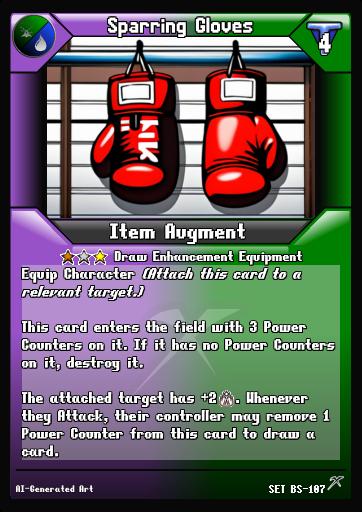 Sparring Gloves
4
Item Augment
Draw Enhancement Equipment
Equip Character (Attach this card to a
relevant target.)
This card enters the field with 3 Power
Counters on it. If it has no Power Counters
on it, destroy it.
The attached target has +2. Whenever
they Attack, their controller may remove 1
Power Counter from this card to draw a
card.
AI-Generated Art
SET BS-107